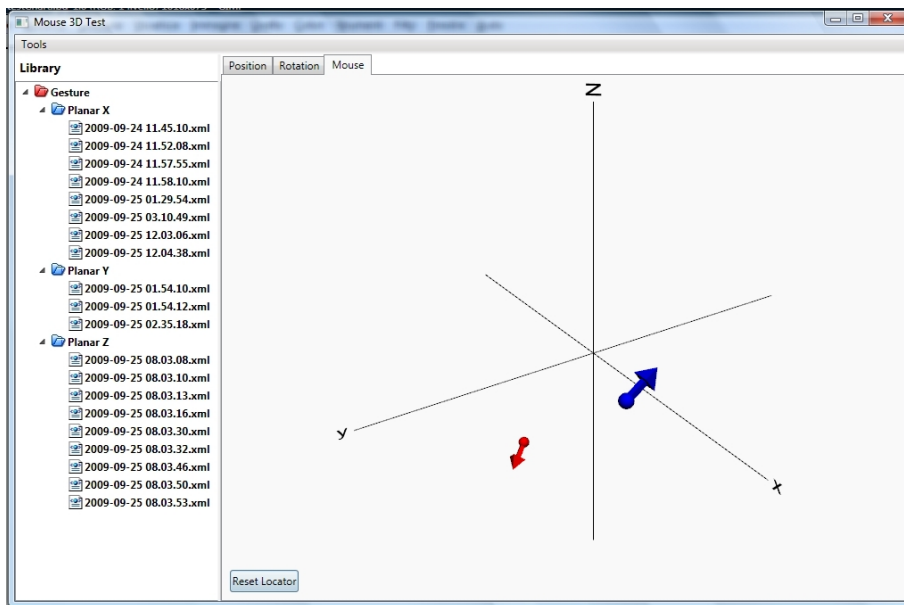 Mouse 3D Test
Tools
Library
Position Rotation Mouse
Gesture
Planar X
2009-09-24 11.45.10.xml
2009-09-24 11.52.08.xml
2009-09-24 11.57.55.xml
2009-09-24 11.58.10.xml
2009-09-25 01.29.54.xml
2009-09-25 03.10.49.xml
2009-09-25 12.03.06.xml
2009-09-25 12.04.38.xml
Planar Y
2009-09-25 01.54.10.xml
2009-09-25 01.54.12.xml
2009-09-25 02.35.18.xml
Planar Z
2009-09-25 08.03.08.xml
2009-09-25 08.03.10.xml
2009-09-25 08.03.13.xml
2009-09-25 08.03.16.xml
2009-09-25 08.03.30.xml
2009-09-25 08.03.32.xml
2009-09-25 08.03.46.xml
2009-09-25 08.03.50.xml
2009-09-25 08.03.53.xml
Z
y
x
Reset Locator